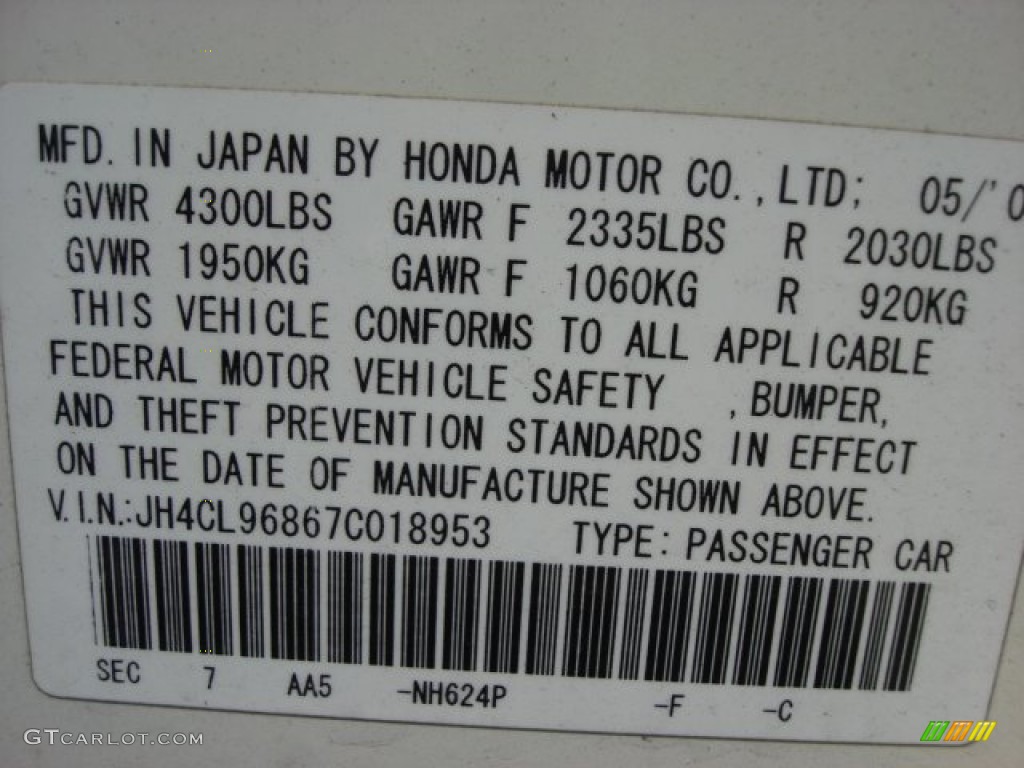 MFD. IN JAPAN BY HONDA MOTOR CO., LTD; 05/'0
GVWR 4300LBS GAWR F 2335LBS R 2030LBS
GVWR 1950KG GAWR F 1060KG R 920KG
THIS VEHICLE CONFORMS TO ALL APPLICABLE
FEDERAL MOTOR VEHICLE SAFETY , BUMPER,
AND THEFT PREVENTION STANDARDS IN EFFECT
ON THE DATE OF MANUFACTURE SHOWN ABOVE.
V.I.N.:JH4CL96867C018953 TYPE: PASSENGER CAR
SEC 7 AA5 -NH624P -F -C
GTCARLOT.COM